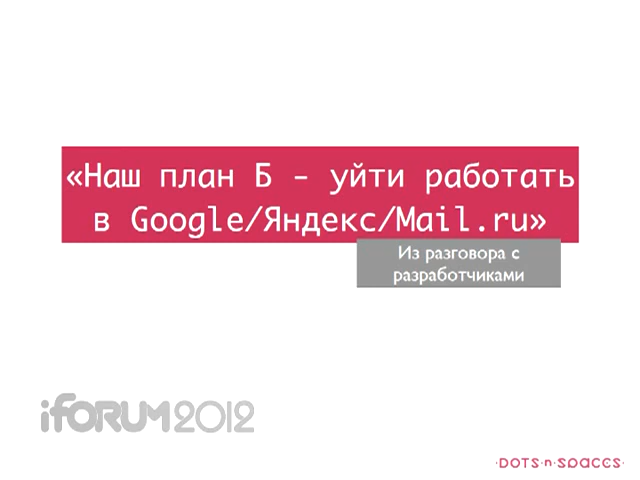 «Наш план Б - уйти работать
в Google/Яндекс/Mail.ru»
Из разговора с
разработчиками
iFORUM2012
·DOTS·n·SPACES·